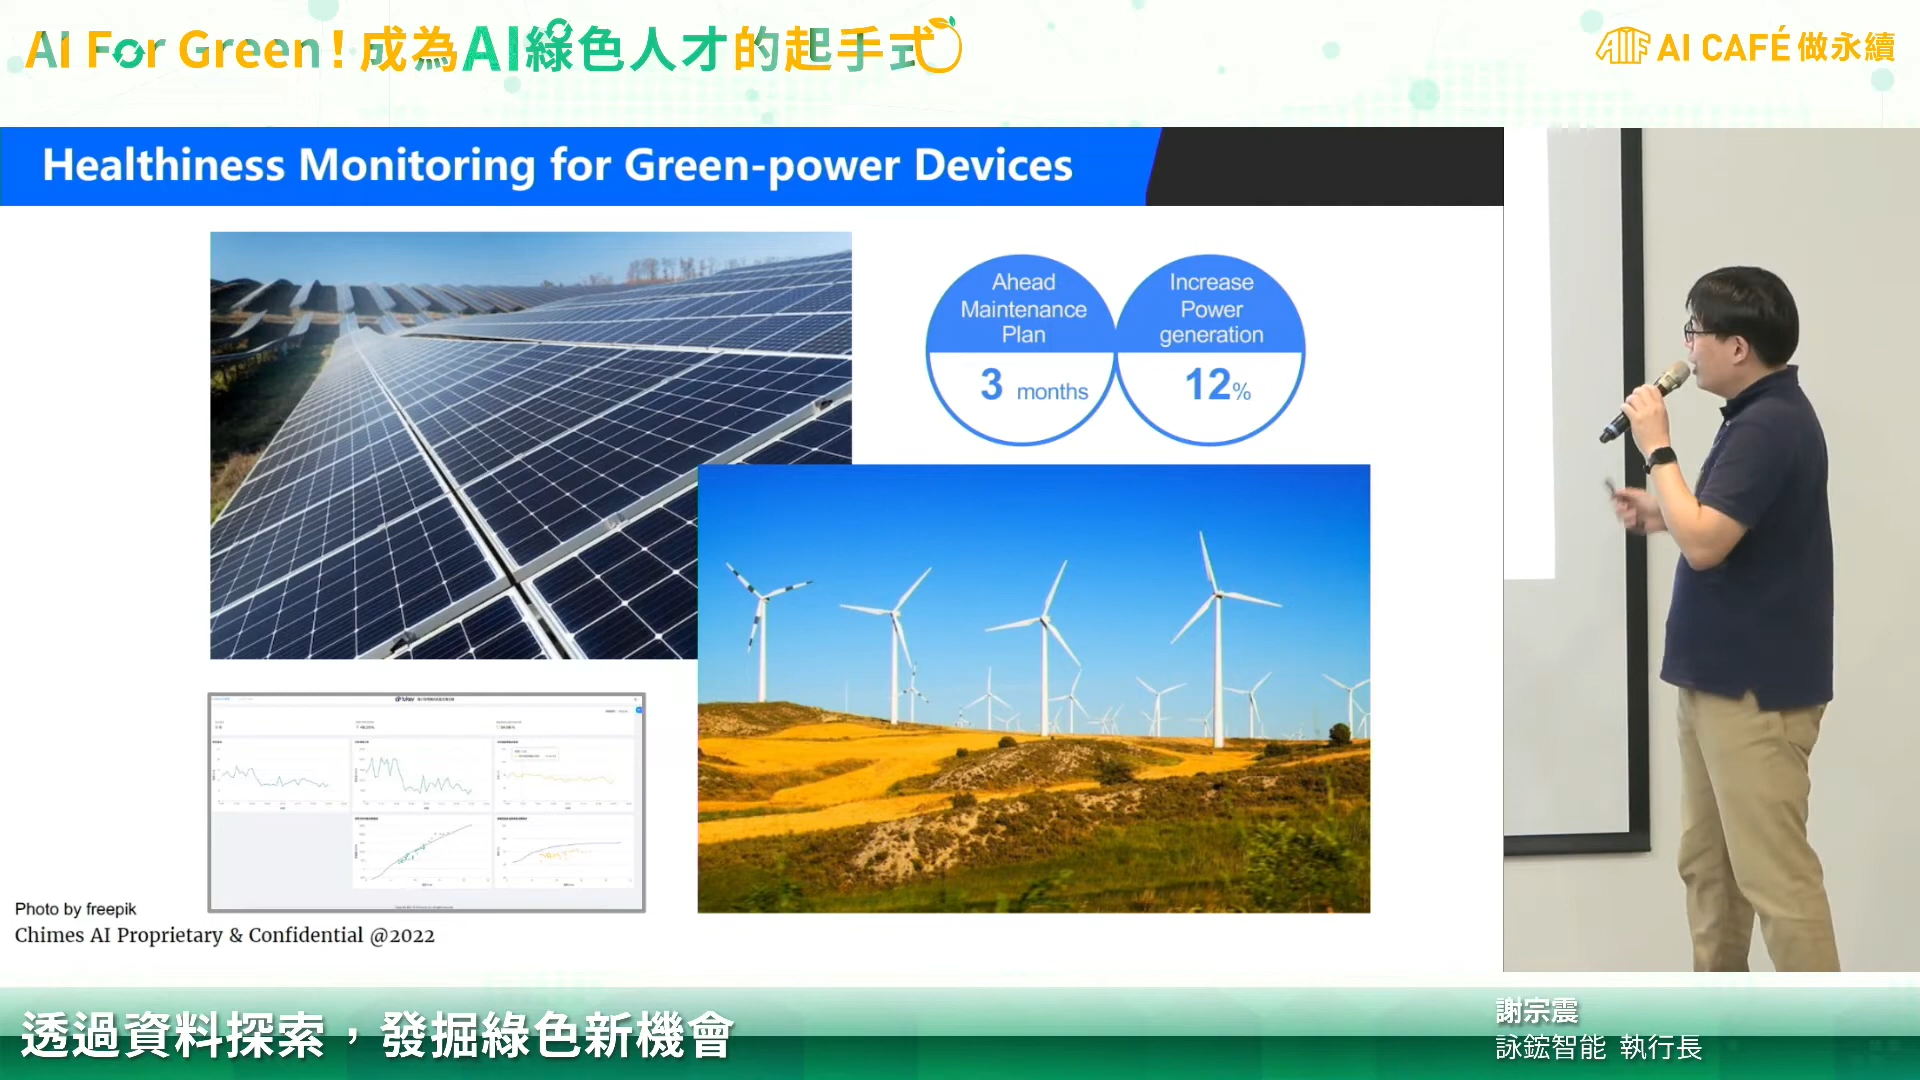 AI For Green！成為AI綠色人才的起手式
AIF AI CAFÉ 做永續
Healthiness Monitoring for Green-power Devices
Ahead
Maintenance
Plan
3 months
Increase
Power
generation
12%
Photo by freepik
Chimes AI Proprietary & Confidential @2022
透過資料探索，發掘綠色新機會
謝宗震
詠鋐智能 執行長